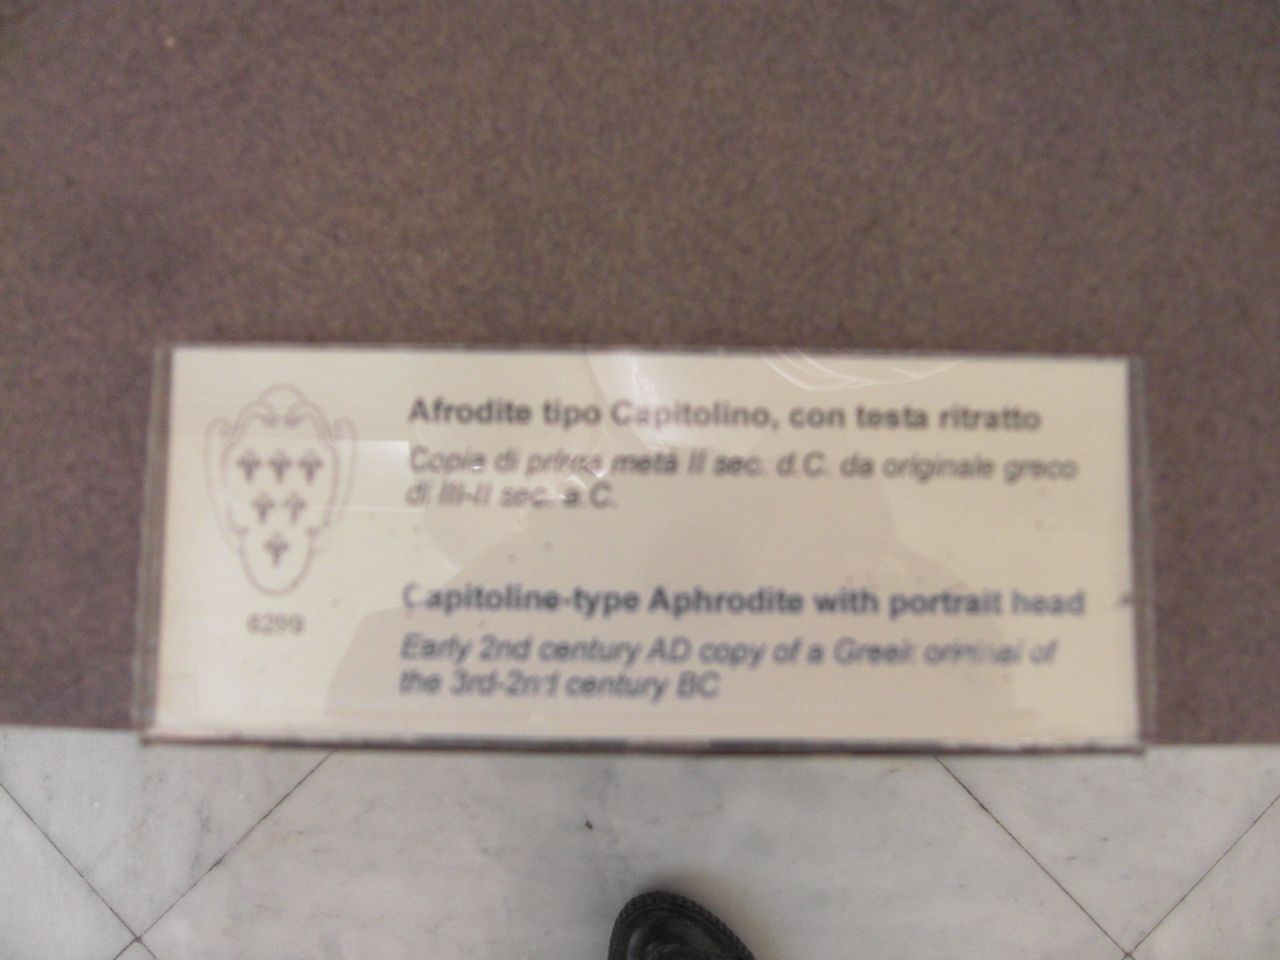 Afrodite tipo Capitolino, con testa ritratto
Copia di prima metà II sec. d.C. da originale greco
di III-II sec. a.C.
Capitoline-type Aphrodite with portrait head
Early 2nd century AD copy of a Greek original of
the 3rd-2nd century BC
6299